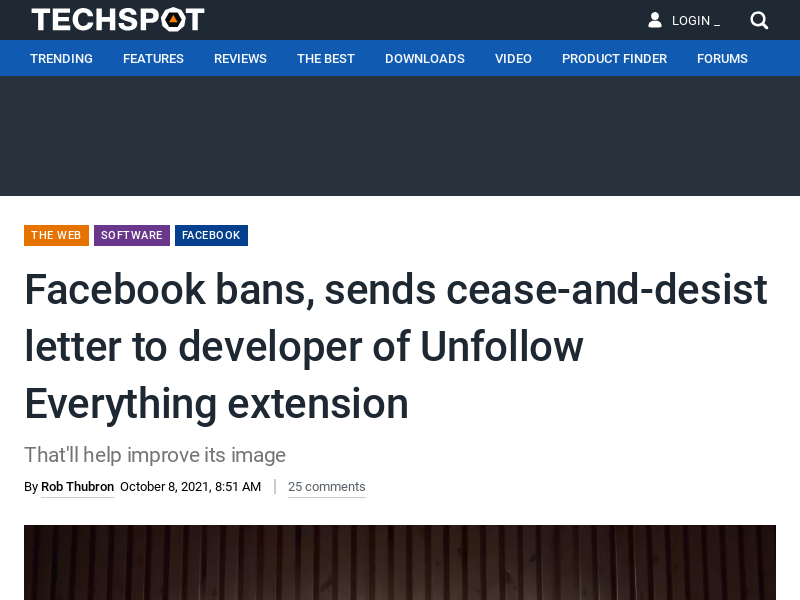 TECHSPOT
LOGIN _
TRENDING FEATURES REVIEWS THE BEST DOWNLOADS VIDEO PRODUCT FINDER FORUMS
THE WEB SOFTWARE FACEBOOK
Facebook bans, sends cease-and-desist
letter to developer of Unfollow
Everything extension
That'll help improve its image
By Rob Thubron October 8, 2021, 8:51 AM 25 comments